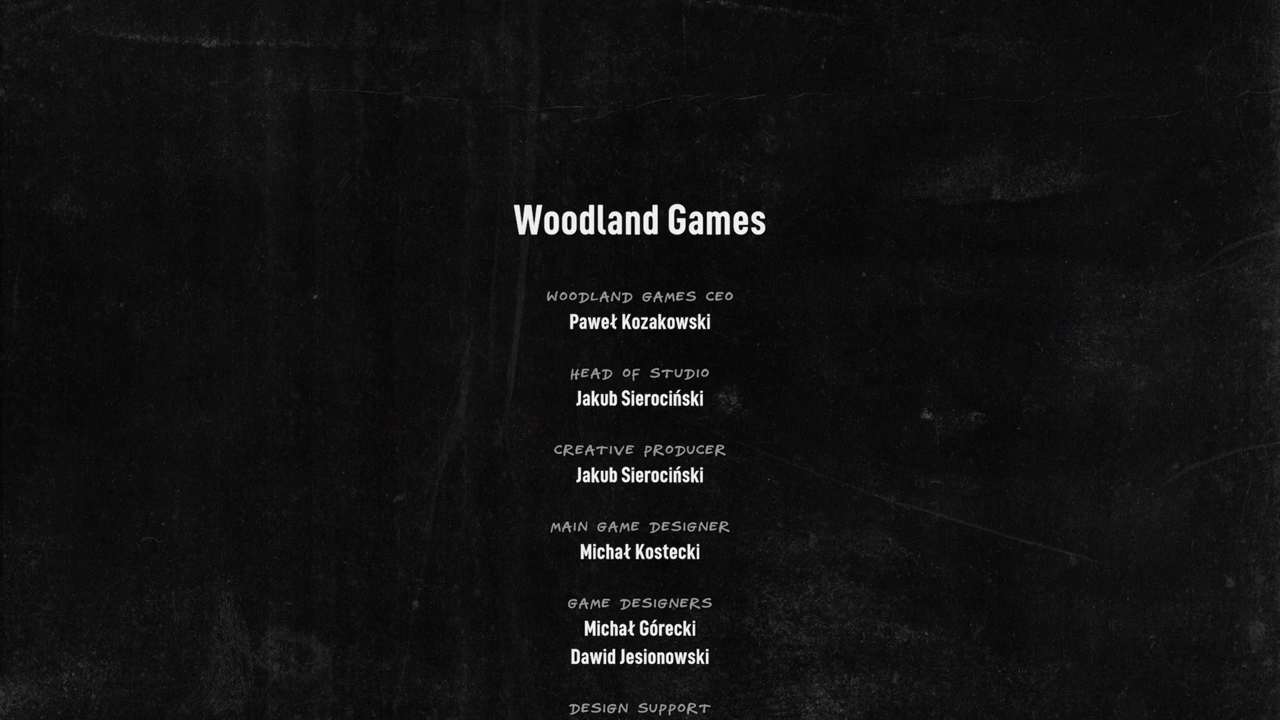 Woodland Games
WOODLAND GAMES CEO
Paweł Kozakowski
HEAD OF STUDIO
Jakub Sierociński
CREATIVE PRODUCER
Jakub Sierociński
MAIN GAME DESIGNER
Michał Kostecki
GAME DESIGNERS
Michał Górecki
Dawid Jesionowski
DESIGN SUPPORT